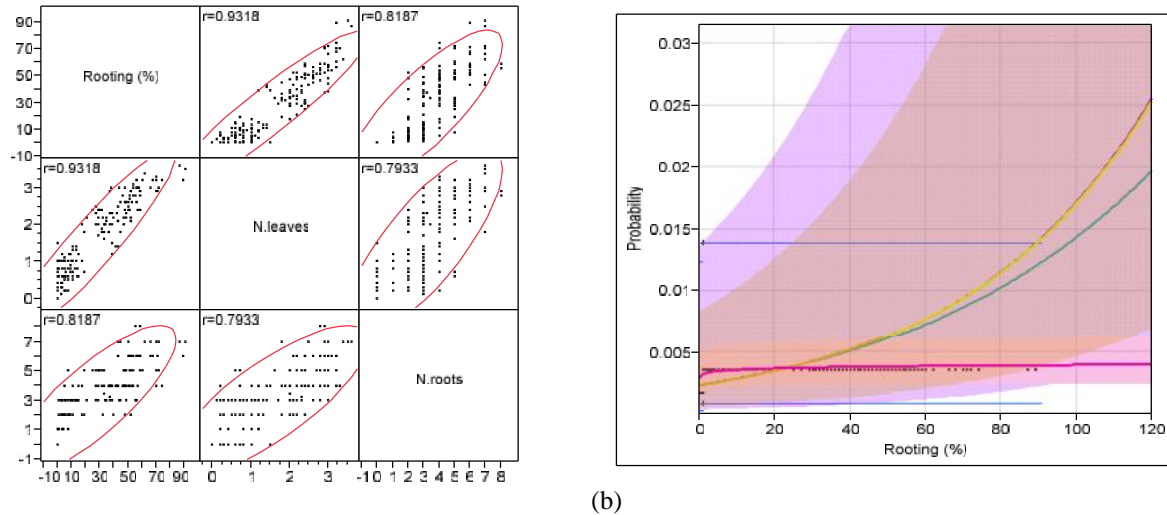 r=0.9318 r=0.8187
90
70
50
30
10
-10
Rooting (%)
r=0.9318 r=0.7933
3
2
1
0
N.leaves
r=0.8187 r=0.7933
7
5
3
1
-1
N.roots
-10 10 30 50 70 90 0 1 2 3 -1 0 1 2 3 4 5 6 7 8
0.03
0.025
0.02
0.015
0.01
0.005
Probability
0 20 40 60 80 100 120
Rooting (%)
(b)